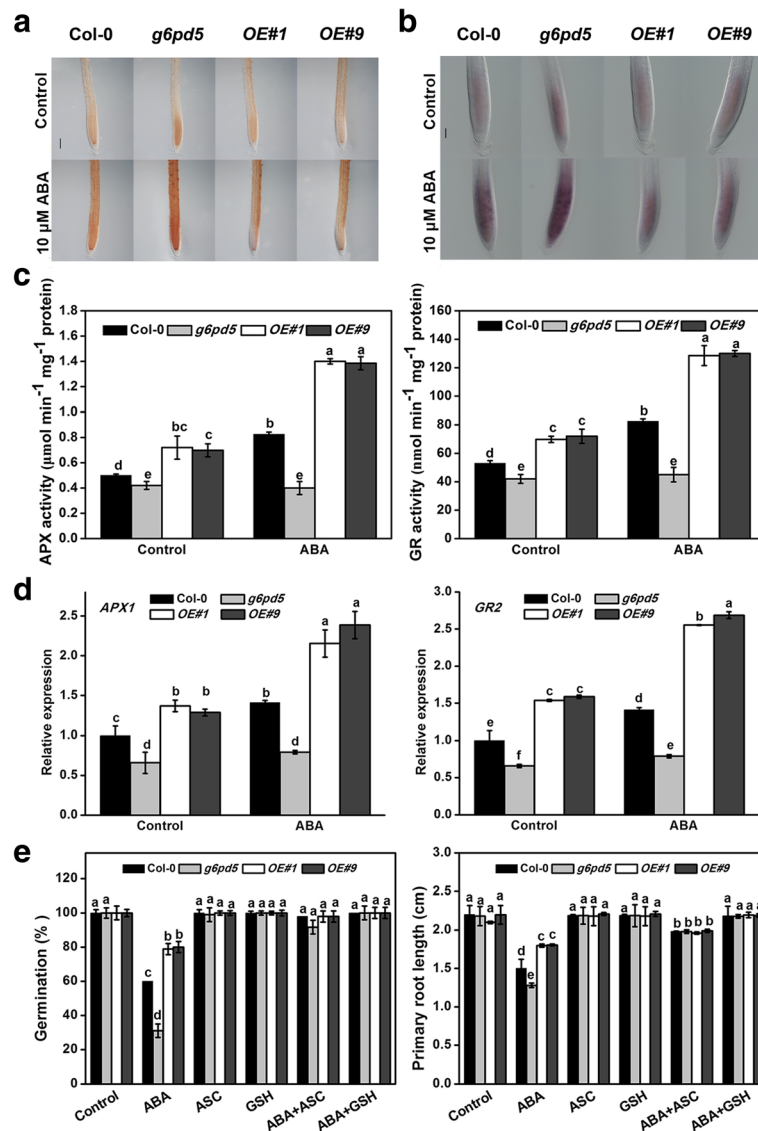 a
Col-0 g6pd5 OE#1 OE#9
Control
10 µM ABA
b
Col-0 g6pd5 OE#1 OE#9
Control
10 µM ABA
c
APX activity (µmol min⁻¹ mg⁻¹ protein)
1.8
1.6
1.4
1.2
1.0
0.8
0.6
0.4
0.2
0.0
Col-0 g6pd5 OE#1 OE#9
d e bc c b e a a
Control ABA
GR activity (nmol min⁻¹ mg⁻¹ protein)
160
140
120
100
80
60
40
20
0
Col-0 g6pd5 OE#1 OE#9
d e c c b e a a
Control ABA
d
Relative expression
2.5
2.0
1.5
1.0
0.5
0.0
APX1
Col-0 g6pd5
OE#1 OE#9
c d b b b d a a
Control ABA
Relative expression
3.0
2.5
2.0
1.5
1.0
0.5
0.0
GR2
Col-0 g6pd5
OE#1 OE#9
e f c c d e b a
Control ABA
e
Germination (%)
120
100
80
60
40
20
0
Col-0 g6pd5 OE#1 OE#9
a a a a c d b b a a a a a a a a a a a a a a a a
Control ABA ASC GSH ABA+ASC ABA+GSH
Primary root length (cm)
3.0
2.5
2.0
1.5
1.0
0.5
0.0
Col-0 g6pd5 OE#1 OE#9
a a a a d e c c a a a a a a a a b b b b a a a a
Control ABA ASC GSH ABA+ASC ABA+GSH